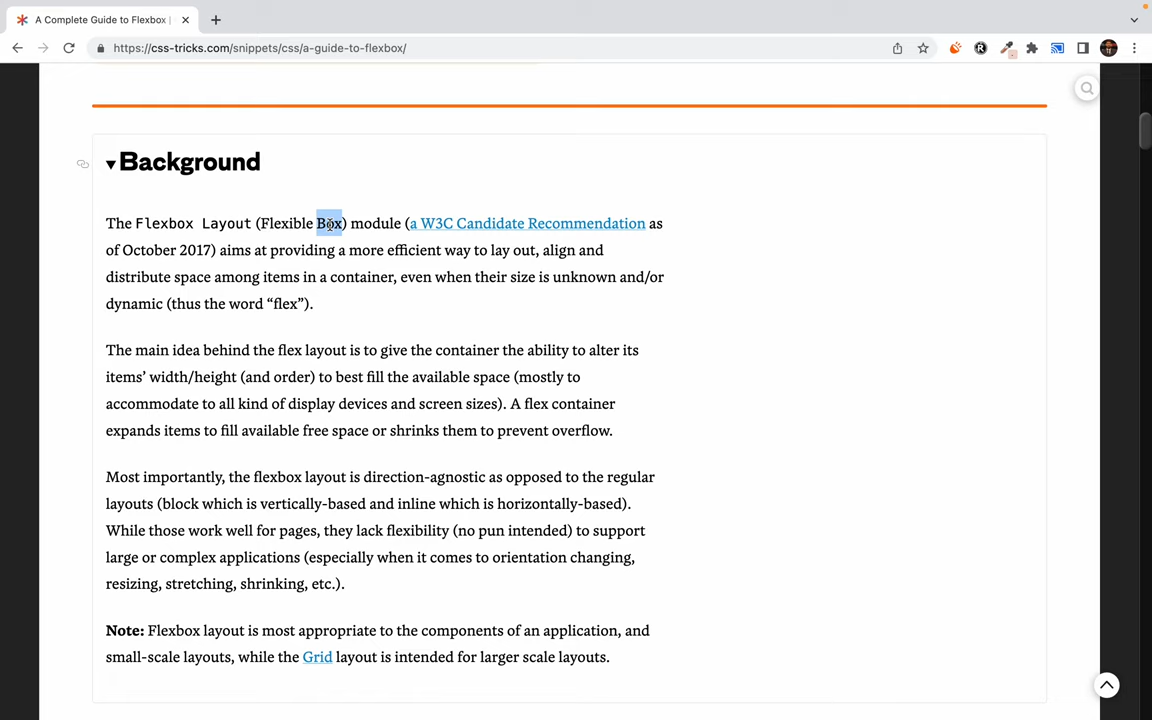 A Complete Guide to Flexbox |
https://css-tricks.com/snippets/css/a-guide-to-flexbox/
Background
The Flexbox Layout (Flexible Box) module (a W3C Candidate Recommendation as
of October 2017) aims at providing a more efficient way to lay out, align and
distribute space among items in a container, even when their size is unknown and/or
dynamic (thus the word “flex”).
The main idea behind the flex layout is to give the container the ability to alter its
items’ width/height (and order) to best fill the available space (mostly to
accommodate to all kind of display devices and screen sizes). A flex container
expands items to fill available free space or shrinks them to prevent overflow.
Most importantly, the flexbox layout is direction-agnostic as opposed to the regular
layouts (block which is vertically-based and inline which is horizontally-based).
While those work well for pages, they lack flexibility (no pun intended) to support
large or complex applications (especially when it comes to orientation changing,
resizing, stretching, shrinking, etc.).
Note: Flexbox layout is most appropriate to the components of an application, and
small-scale layouts, while the Grid layout is intended for larger scale layouts.